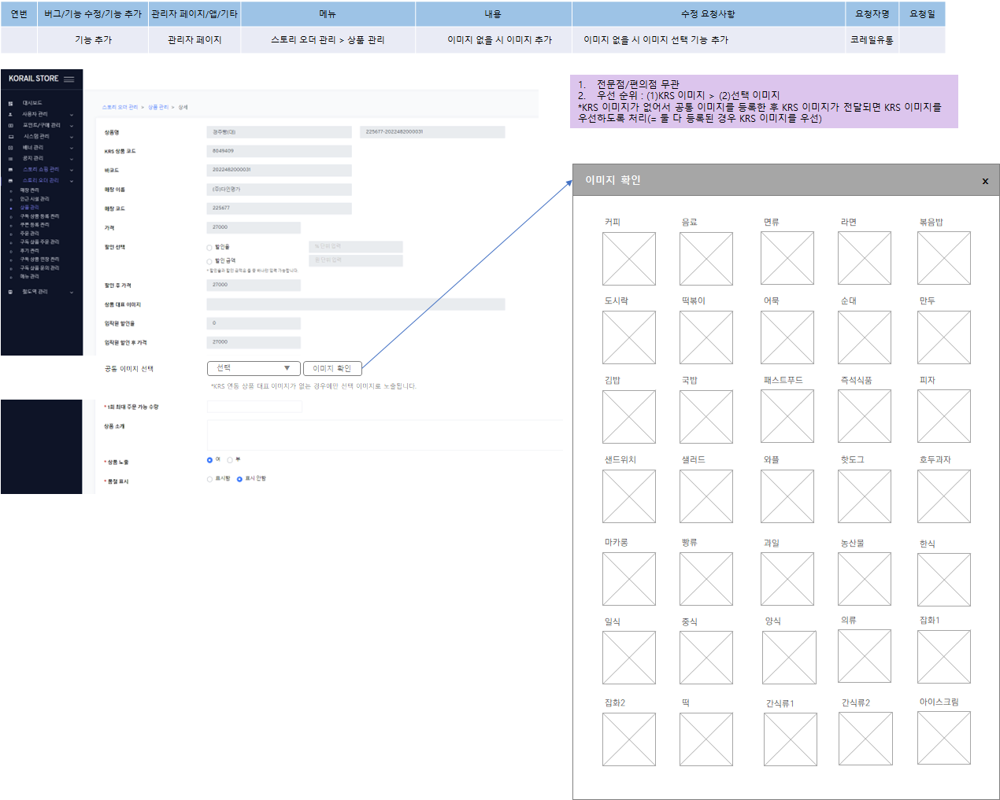 연번 버그/기능 수정/기능 추가 관리자 페이지/앱/기타 메뉴 내용 수정 요청사항 요청자명 요청일
기능 추가 관리자 페이지 스토리 오더 관리 > 상품 관리 이미지 없을 시 이미지 추가 이미지 없을 시 이미지 선택 기능 추가 코레일유통
KORAIL STORE
대시보드
사용자 관리
포인트/구매 관리
시스템 관리
배너 관리
공지 관리
스토리 쇼핑 관리
스토리 오더 관리
매장 관리
인근 시설 관리
상품 관리
구독 상품 등록 관리
쿠폰 등록 관리
주문 관리
구독 상품 주문 관리
후기 관리
구독 상품 연장 관리
구독 상품 문의 관리
메뉴 관리
철도역 관리
스토리 오더 관리 > 상품 관리 > 상세
상품명 경주빵(대) 225677-2022482000031
KRS 상품 코드 8049409
바코드 2022482000031
매장 이름 (주)다인명가
매장 코드 225677
가격 27000
할인 선택 할인율 % 단위 입력
할인 금액 원 단위 입력
* 할인율과 할인 금액은 둘 중 하나만 입력 가능합니다.
할인 후 가격 27000
상품 대표 이미지
임직원 할인율 0
임직원 할인 후 가격 27000
공통 이미지 선택 선택 ▼ 이미지 확인
*KRS 연동 상품 대표 이미지가 없는 경우에만 선택 이미지로 노출됩니다.
* 1회 최대 주문 가능 수량
상품 소개
* 상품 노출 여 부
* 품절 표시 표시함 표시 안함
1. 전문점/편의점 무관
2. 우선 순위 : (1)KRS 이미지 > (2)선택 이미지
*KRS 이미지가 없어서 공통 이미지를 등록한 후 KRS 이미지가 전달되면 KRS 이미지를
우선하도록 처리(= 둘 다 등록된 경우 KRS 이미지를 우선)
이미지 확인 x
커피 음료 면류 라면 볶음밥
도시락 떡볶이 어묵 순대 만두
김밥 국밥 패스트푸드 즉석식품 피자
샌드위치 샐러드 와플 핫도그 호두과자
마카롱 빵류 과일 농산물 한식
일식 중식 양식 의류 잡화1
잡화2 떡 간식류1 간식류2 아이스크림